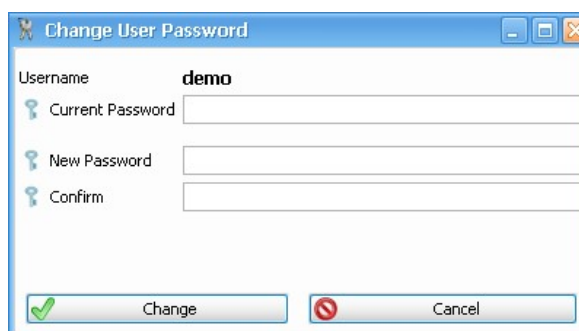 Change User Password
Username demo
Current Password
New Password
Confirm
Change Cancel